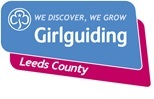 WE DISCOVER, WE GROW
Girlguiding
Leeds County